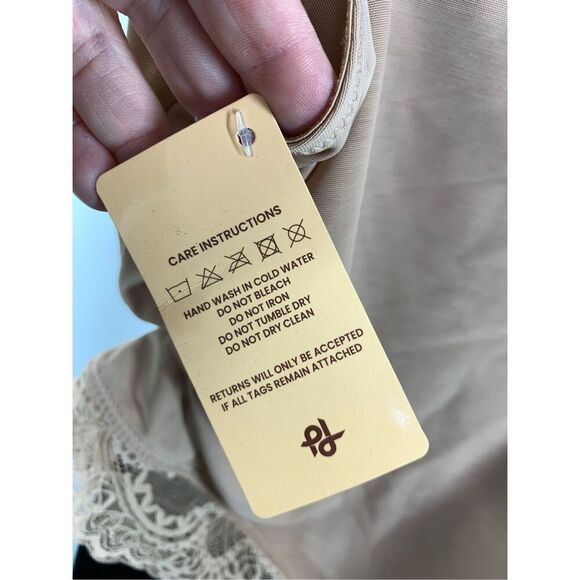 CARE INSTRUCTIONS
HAND WASH IN COLD WATER
DO NOT BLEACH
DO NOT IRON
DO NOT TUMBLE DRY
DO NOT DRY CLEAN
RETURNS WILL ONLY BE ACCEPTED
IF ALL TAGS REMAIN ATTACHED